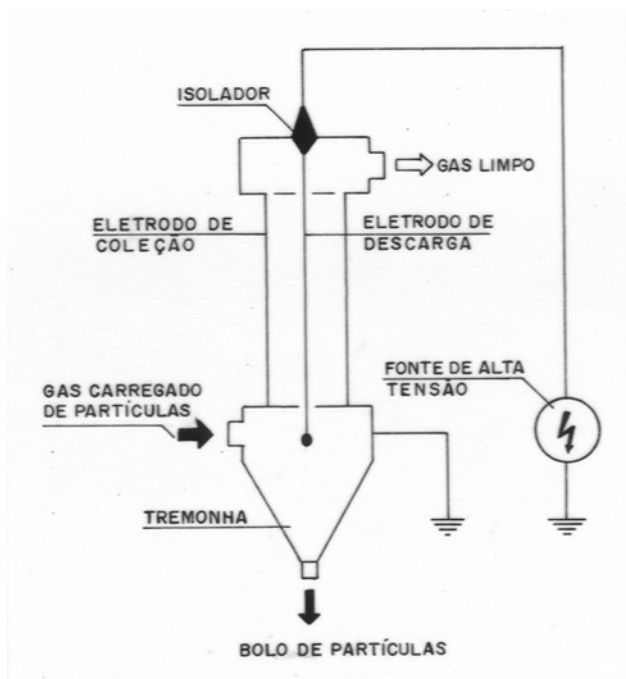 ISOLADOR
GAS LIMPO
ELETRODO DE
COLEÇÃO
ELETRODO DE
DESCARGA
FONTE DE ALTA
TENSÃO
GAS CARREGADO
DE PARTÍCULAS
TREMONHA
BOLO DE PARTÍCULAS